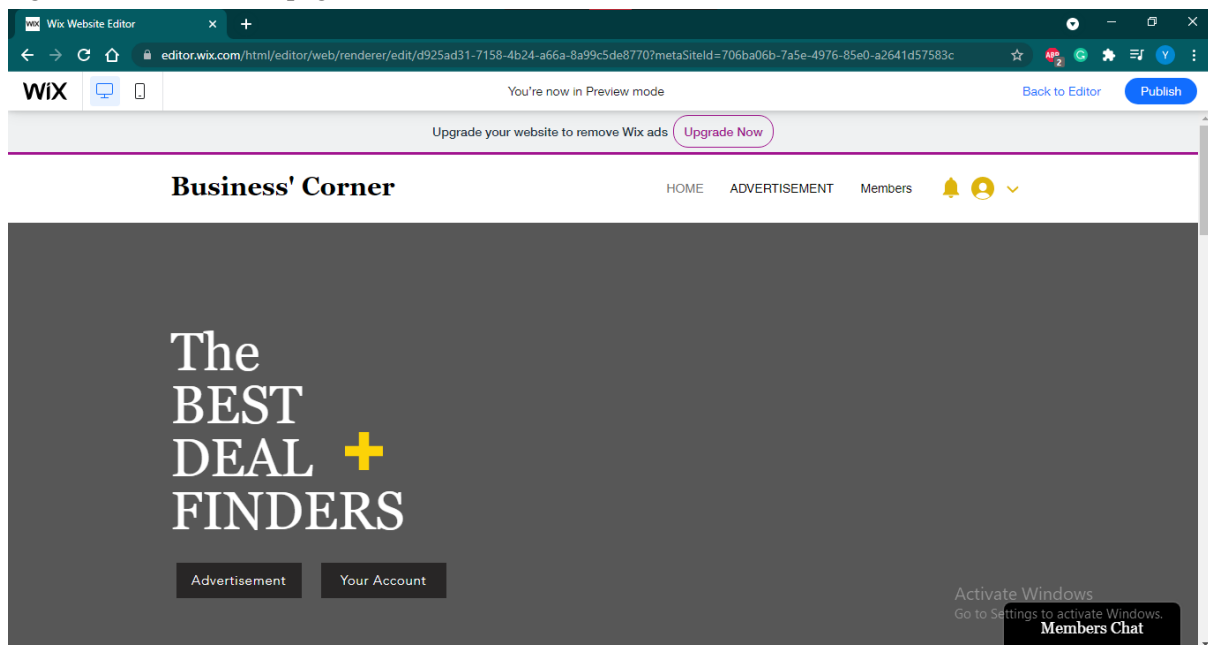 WiX Wix Website Editor
editor.wix.com/html/editor/web/renderer/edit/d925ad31-7158-4b24-a66a-8a99c5de8770?metaSiteId=706ba06b-7a5e-4976-85e0-a2641d57583c ABP 2 G Y
WiX You're now in Preview mode Back to Editor Publish
Upgrade your website to remove Wix ads Upgrade Now
Business' Corner HOME ADVERTISEMENT Members
The
BEST
DEAL +
FINDERS
Advertisement Your Account
Activate Windows
Go to Settings to activate Windows.
Members Chat